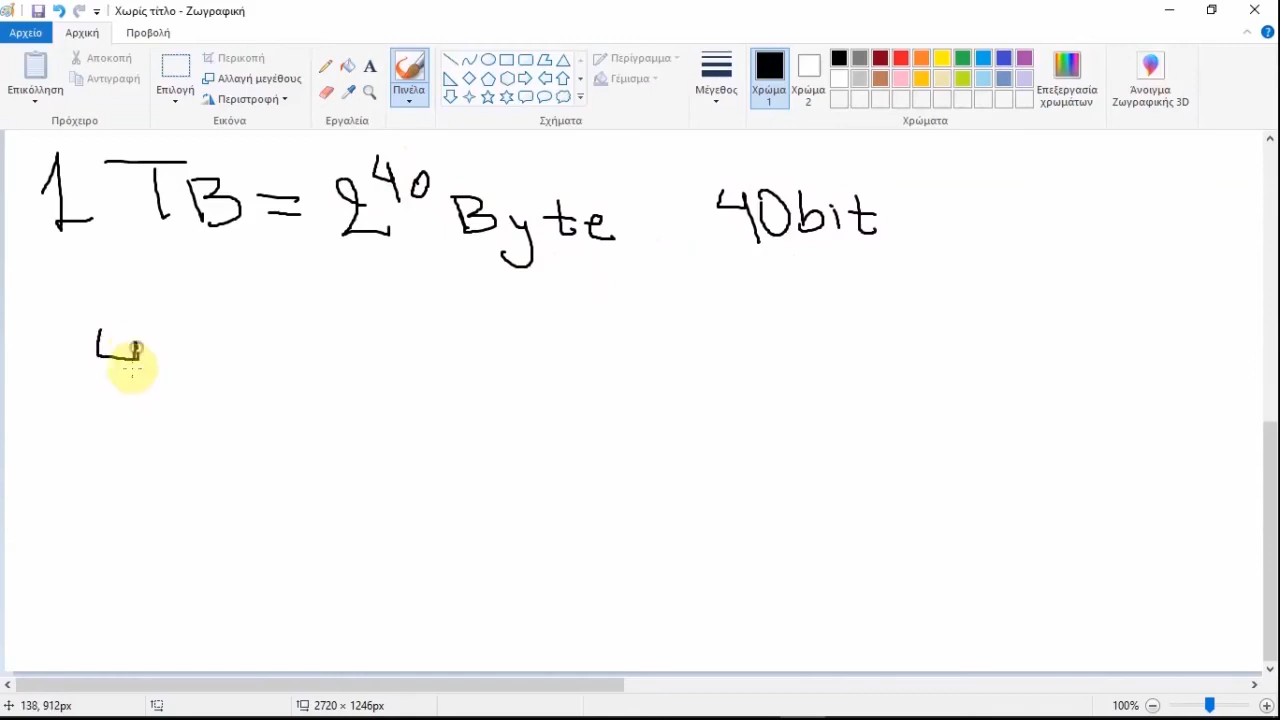 Χωρίς τίτλο - Ζωγραφική
Αρχείο Αρχική Προβολή
Επικόλληση
Αποκοπή
Αντιγραφή
Πρόχειρο
Επιλογή
Περικοπή
Αλλαγή μεγέθους
Περιστροφή
Εικόνα
A
Εργαλεία
Πινέλα
Περίγραμμα
Γέμισμα
Σχήματα
Μέγεθος
Χρώμα 1
Χρώμα 2
Χρώματα
Επεξεργασία χρωμάτων
Άνοιγμα Ζωγραφικής 3D
1 TB = 2^40 Byte 40bit
138, 912px 2720 × 1246px 100%